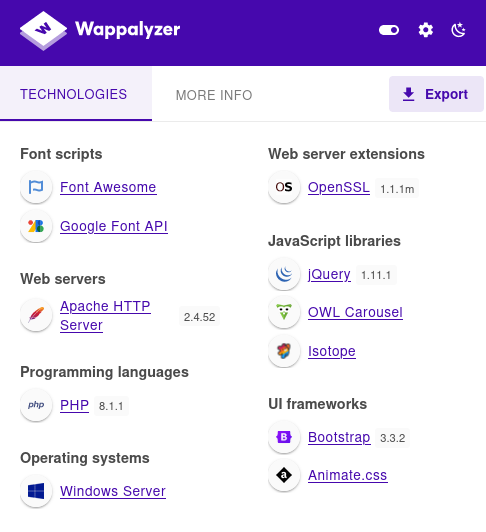 Wappalyzer
TECHNOLOGIES
MORE INFO
Export
Font scripts
Font Awesome
Google Font API
Web servers
Apache HTTP
Server
2.4.52
Programming languages
php
PHP 8.1.1
Operating systems
Windows Server
Web server extensions
OS
OpenSSL 1.1.1m
JavaScript libraries
jQuery 1.11.1
OWL Carousel
Isotope
UI frameworks
B
Bootstrap 3.3.2
a
Animate.css